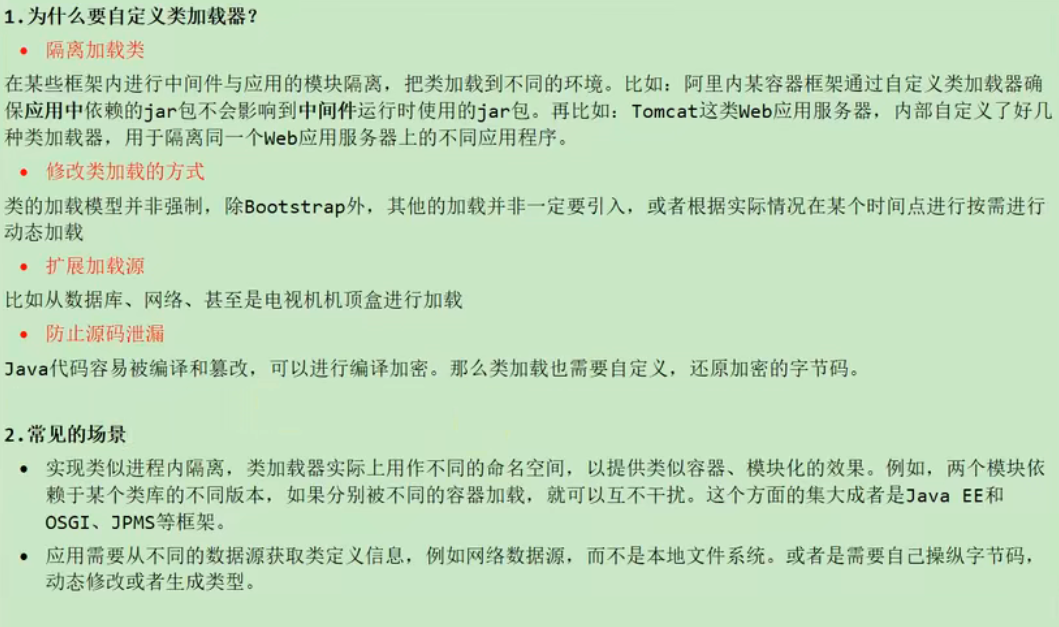 1.为什么要自定义类加载器？
• 隔离加载类
在某些框架内进行中间件与应用的模块隔离，把类加载到不同的环境。比如：阿里内某容器框架通过自定义类加载器确
保应用中依赖的jar包不会影响到中间件运行时使用的jar包。再比如：Tomcat这类Web应用服务器，内部自定义了好几
种类加载器，用于隔离同一个Web应用服务器上的不同应用程序。
• 修改类加载的方式
类的加载模型并非强制，除Bootstrap外，其他的加载并非一定要引入，或者根据实际情况在某个时间点进行按需进行
动态加载
• 扩展加载源
比如从数据库、网络、甚至是电视机机顶盒进行加载
• 防止源码泄漏
Java代码容易被编译和篡改，可以进行编译加密。那么类加载也需要自定义，还原加密的字节码。
2.常见的场景
• 实现类似进程内隔离，类加载器实际上用作不同的命名空间，以提供类似容器、模块化的效果。例如，两个模块依
赖于某个类库的不同版本，如果分别被不同的容器加载，就可以互不干扰。这个方面的集大成者是Java EE和
OSGI、JPMS等框架。
• 应用需要从不同的数据源获取类定义信息，例如网络数据源，而不是本地文件系统。或者是需要自己操纵字节码，
动态修改或者生成类型。